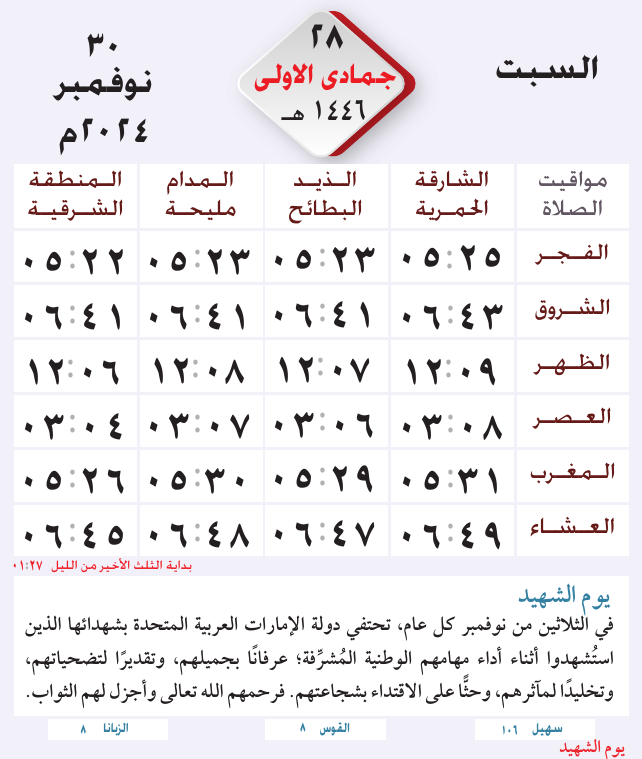 السبت
٢٨
جمادى الاولى
١٤٤٦ هـ
٣٠
نوفمبر
٢٠٢٤م
مواقيت الصلاة | الشارقة الحمرية | الذيد البطائح | المدام مليحة | المنطقة الشرقية
الفجر ٠٥:٢٥ ٠٥:٢٣ ٠٥:٢٣ ٠٥:٢٢
الشروق ٠٦:٤٣ ٠٦:٤١ ٠٦:٤١ ٠٦:٤١
الظهر ١٢:٠٩ ١٢:٠٧ ١٢:٠٨ ١٢:٠٦
العصر ٠٣:٠٨ ٠٣:٠٦ ٠٣:٠٧ ٠٣:٠٤
المغرب ٠٥:٣١ ٠٥:٢٩ ٠٥:٣٠ ٠٥:٢٦
العشاء ٠٦:٤٩ ٠٦:٤٧ ٠٦:٤٨ ٠٦:٤٥
بداية الثلث الأخير من الليل ٠١:٢٧
يوم الشهيد
في الثلاثين من نوفمبر كل عام، تحتفي دولة الإمارات العربية المتحدة بشهدائها الذين
استُشهدوا أثناء أداء مهامهم الوطنية المُشرِّفة؛ عرفانًا بجميلهم، وتقديرًا لتضحياتهم،
وتخليدًا لمآثرهم، وحثًّا على الاقتداء بشجاعتهم. فرحمهم الله تعالى وأجزل لهم الثواب.
سهيل ١٠٦ القوس ٨ الزبانا ٨
يوم الشهيد